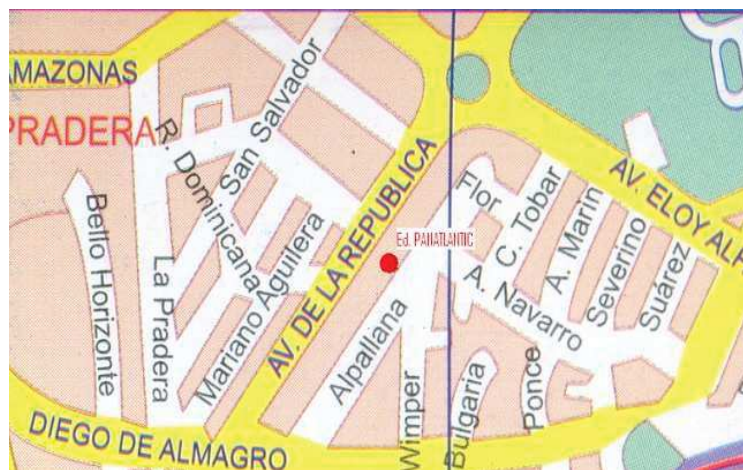 AMAZONAS
PRADERA
San Salvador
R. Dominicana
Bello Horizonte
La Pradera
Mariano Aguilera
AV. DE LA REPUBLICA
Ed. PANATLANTIC
Flor
C. Tobar
A. Marin
Severino
Suárez
AV. ELOY ALF
A. Navarro
Alpallana
Wimper
Bulgaria
Ponce
DIEGO DE ALMAGRO